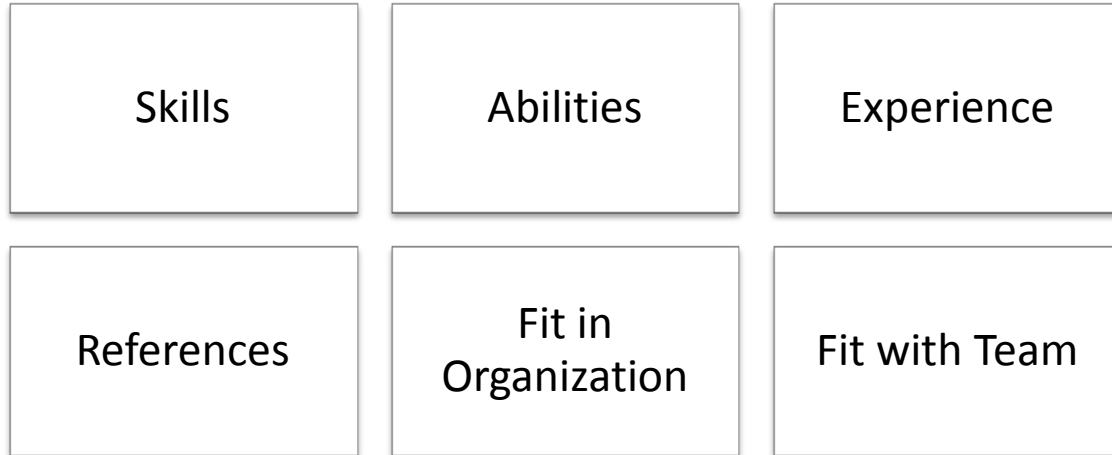 Skills
Abilities
Experience
References
Fit in
Organization
Fit with Team